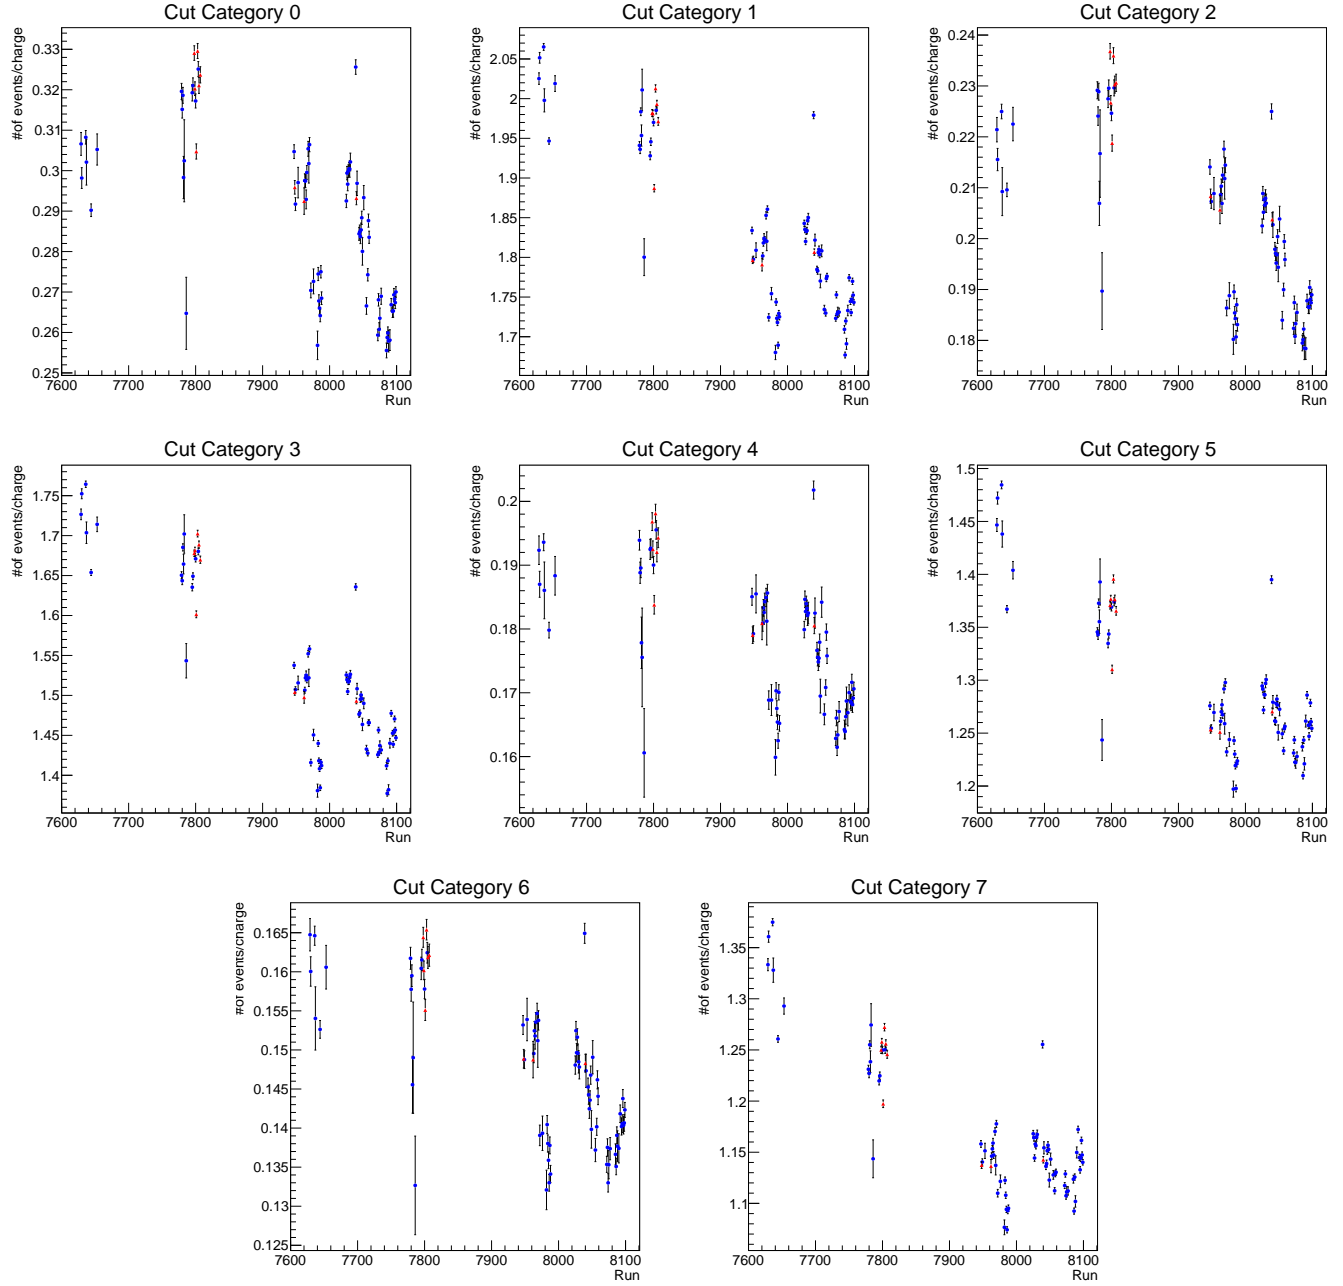 Cut Category 0
#of events/charge
0.33
0.32
0.31
0.3
0.29
0.28
0.27
0.26
0.25
7600 7700 7800 7900 8000 8100
Run
Cut Category 1
#of events/charge
2.05
2
1.95
1.9
1.85
1.8
1.75
1.7
7600 7700 7800 7900 8000 8100
Run
Cut Category 2
#of events/charge
0.24
0.23
0.22
0.21
0.2
0.19
0.18
7600 7700 7800 7900 8000 8100
Run
Cut Category 3
#of events/charge
1.75
1.7
1.65
1.6
1.55
1.5
1.45
1.4
7600 7700 7800 7900 8000 8100
Run
Cut Category 4
#of events/charge
0.2
0.19
0.18
0.17
0.16
7600 7700 7800 7900 8000 8100
Run
Cut Category 5
#of events/charge
1.5
1.45
1.4
1.35
1.3
1.25
1.2
7600 7700 7800 7900 8000 8100
Run
Cut Category 6
#of events/charge
0.165
0.16
0.155
0.15
0.145
0.14
0.135
0.13
0.125
7600 7700 7800 7900 8000 8100
Run
Cut Category 7
#of events/charge
1.35
1.3
1.25
1.2
1.15
1.1
7600 7700 7800 7900 8000 8100
Run